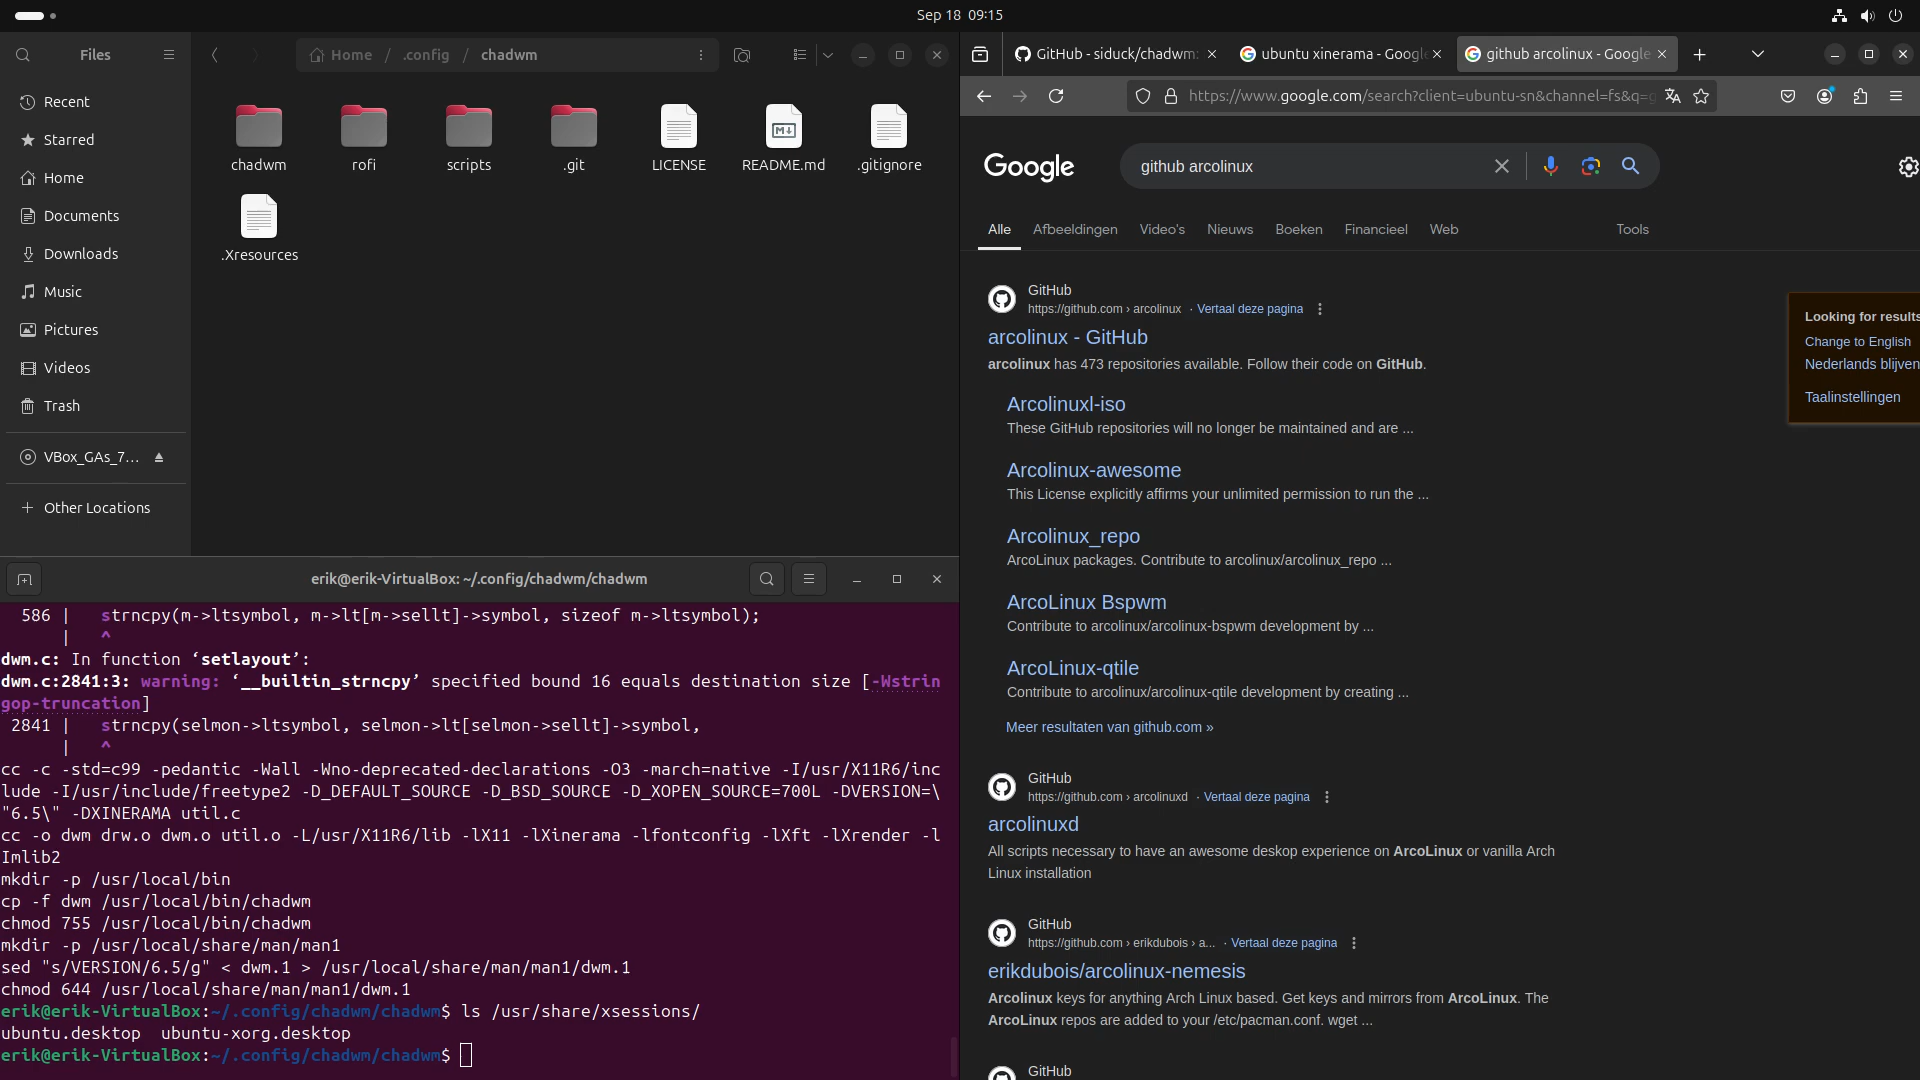 Sep 18  09:15
Files
Home / .config / chadwm
Recent
Starred
Home
Documents
Downloads
Music
Pictures
Videos
Trash
VBox_GAs_7...
Other Locations
chadwm
rofi
scripts
.git
LICENSE
README.md
.gitignore
.Xresources
erik@erik-VirtualBox: ~/.config/chadwm/chadwm
586 |   strncpy(m->ltsymbol, m->lt[m->sellt]->symbol, sizeof m->ltsymbol);
|   ^
dwm.c: In function ‘setlayout’:
dwm.c:2841:3: warning: ‘__builtin_strncpy’ specified bound 16 equals destination size [-Wstrin
gop-truncation]
2841 |   strncpy(selmon->ltsymbol, selmon->lt[selmon->sellt]->symbol,
|   ^
cc -c -std=c99 -pedantic -Wall -Wno-deprecated-declarations -O3 -march=native -I/usr/X11R6/inc
lude -I/usr/include/freetype2 -D_DEFAULT_SOURCE -D_BSD_SOURCE -D_XOPEN_SOURCE=700L -DVERSION=\
"6.5\" -DXINERAMA util.c
cc -o dwm drw.o dwm.o util.o -L/usr/X11R6/lib -lX11 -lXinerama -lfontconfig -lXft -lXrender -l
Imlib2
mkdir -p /usr/local/bin
cp -f dwm /usr/local/bin/chadwm
chmod 755 /usr/local/bin/chadwm
mkdir -p /usr/local/share/man/man1
sed "s/VERSION/6.5/g" < dwm.1 > /usr/local/share/man/man1/dwm.1
chmod 644 /usr/local/share/man/man1/dwm.1
erik@erik-VirtualBox:~/.config/chadwm/chadwm$ ls /usr/share/xsessions/
ubuntu.desktop  ubuntu-xorg.desktop
erik@erik-VirtualBox:~/.config/chadwm/chadwm$
GitHub - siduck/chadwm:
ubuntu xinerama - Google
github arcolinux - Google
https://www.google.com/search?client=ubuntu-sn&channel=fs&q=g
Google
github arcolinux
Alle
Afbeeldingen
Video's
Nieuws
Boeken
Financieel
Web
Tools
GitHub
https://github.com › arcolinux · Vertaal deze pagina
arcolinux - GitHub
arcolinux has 473 repositories available. Follow their code on GitHub.
Arcolinuxl-iso
These GitHub repositories will no longer be maintained and are ...
Arcolinux-awesome
This License explicitly affirms your unlimited permission to run the ...
Arcolinux_repo
ArcoLinux packages. Contribute to arcolinux/arcolinux_repo ...
ArcoLinux Bspwm
Contribute to arcolinux/arcolinux-bspwm development by ...
ArcoLinux-qtile
Contribute to arcolinux/arcolinux-qtile development by creating ...
Meer resultaten van github.com »
GitHub
https://github.com › arcolinuxd · Vertaal deze pagina
arcolinuxd
All scripts necessary to have an awesome deskop experience on ArcoLinux or vanilla Arch
Linux installation
GitHub
https://github.com › erikdubois › a... · Vertaal deze pagina
erikdubois/arcolinux-nemesis
Arcolinux keys for anything Arch Linux based. Get keys and mirrors from ArcoLinux. The
ArcoLinux repos are added to your /etc/pacman.conf. wget ...
GitHub
Looking for results
Change to English
Nederlands blijven
Taalinstellingen